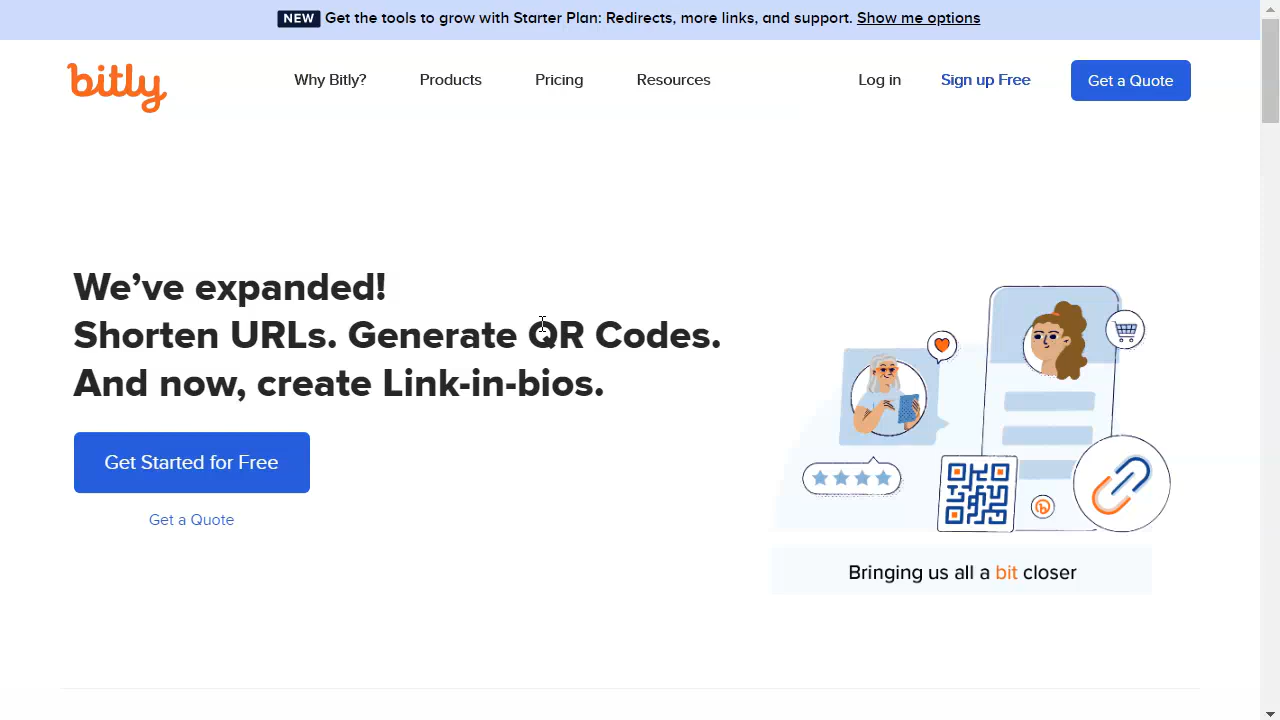 NEW Get the tools to grow with Starter Plan: Redirects, more links, and support. Show me options
bitly
Why Bitly?
Products
Pricing
Resources
Log in
Sign up Free
Get a Quote
We've expanded!
Shorten URLs. Generate QR Codes.
And now, create Link-in-bios.
Get Started for Free
Get a Quote
Bringing us all a bit closer